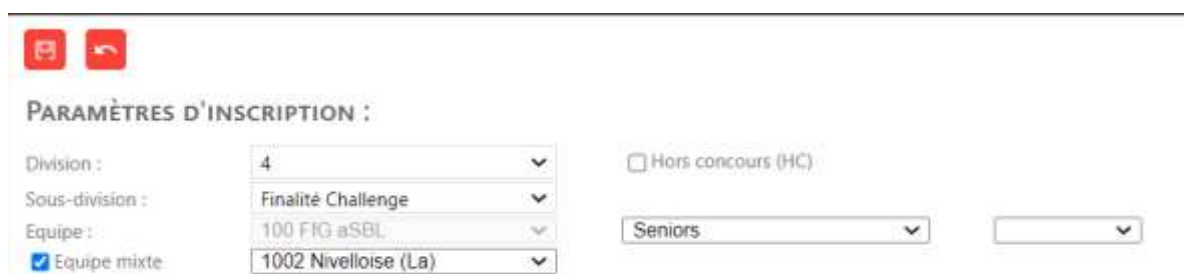 PARAMÈTRES D'INSCRIPTION :
Division : 4 Hors concours (HC)
Sous-division : Finalité Challenge
Equipe : 100 FfG aSBL Seniors
Equipe mixte 1002 Nivelloise (La)